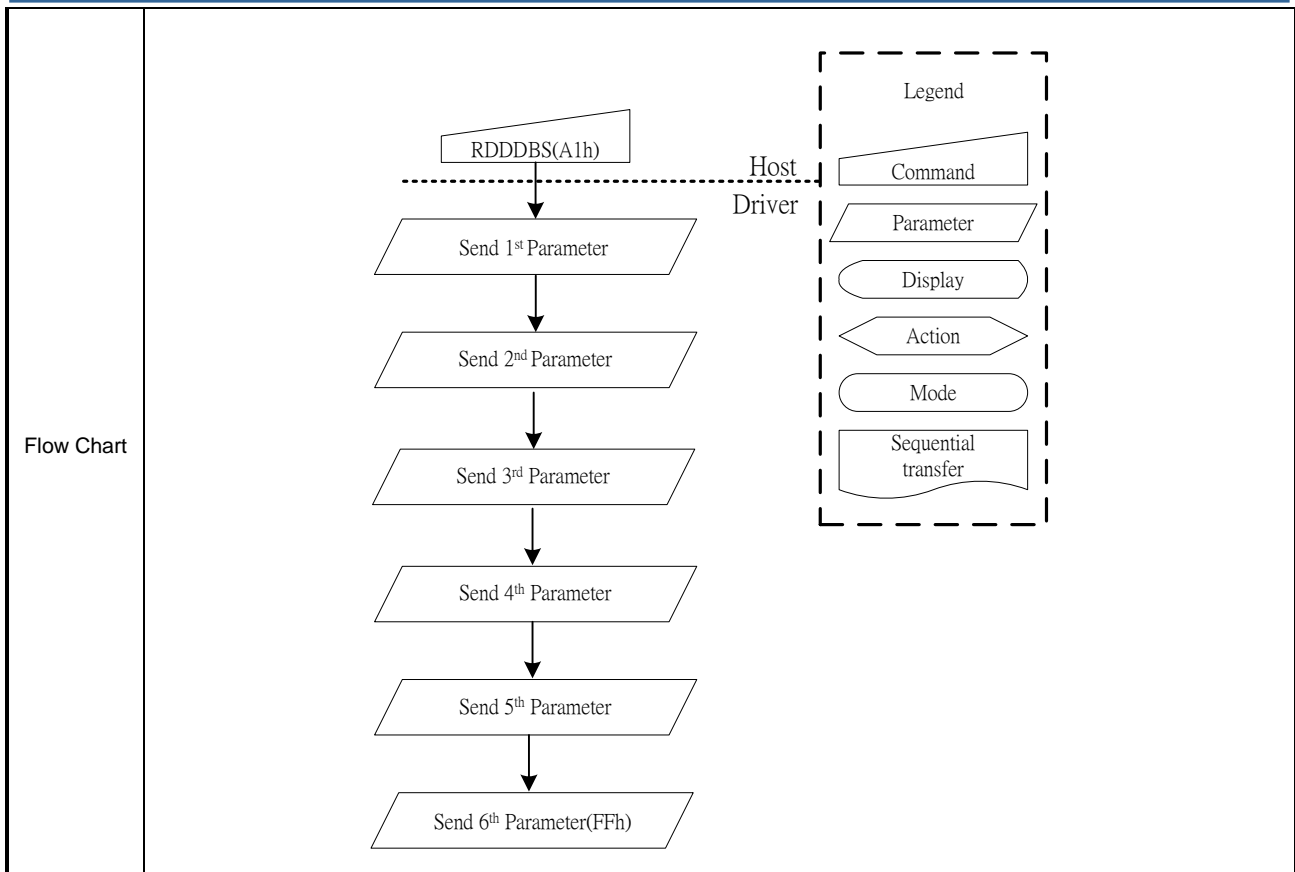 Flow Chart
RDDDBS(A1h)
Host
Driver
Send 1st Parameter
Send 2nd Parameter
Send 3rd Parameter
Send 4th Parameter
Send 5th Parameter
Send 6th Parameter(FFh)
Legend
Command
Parameter
Display
Action
Mode
Sequential
transfer